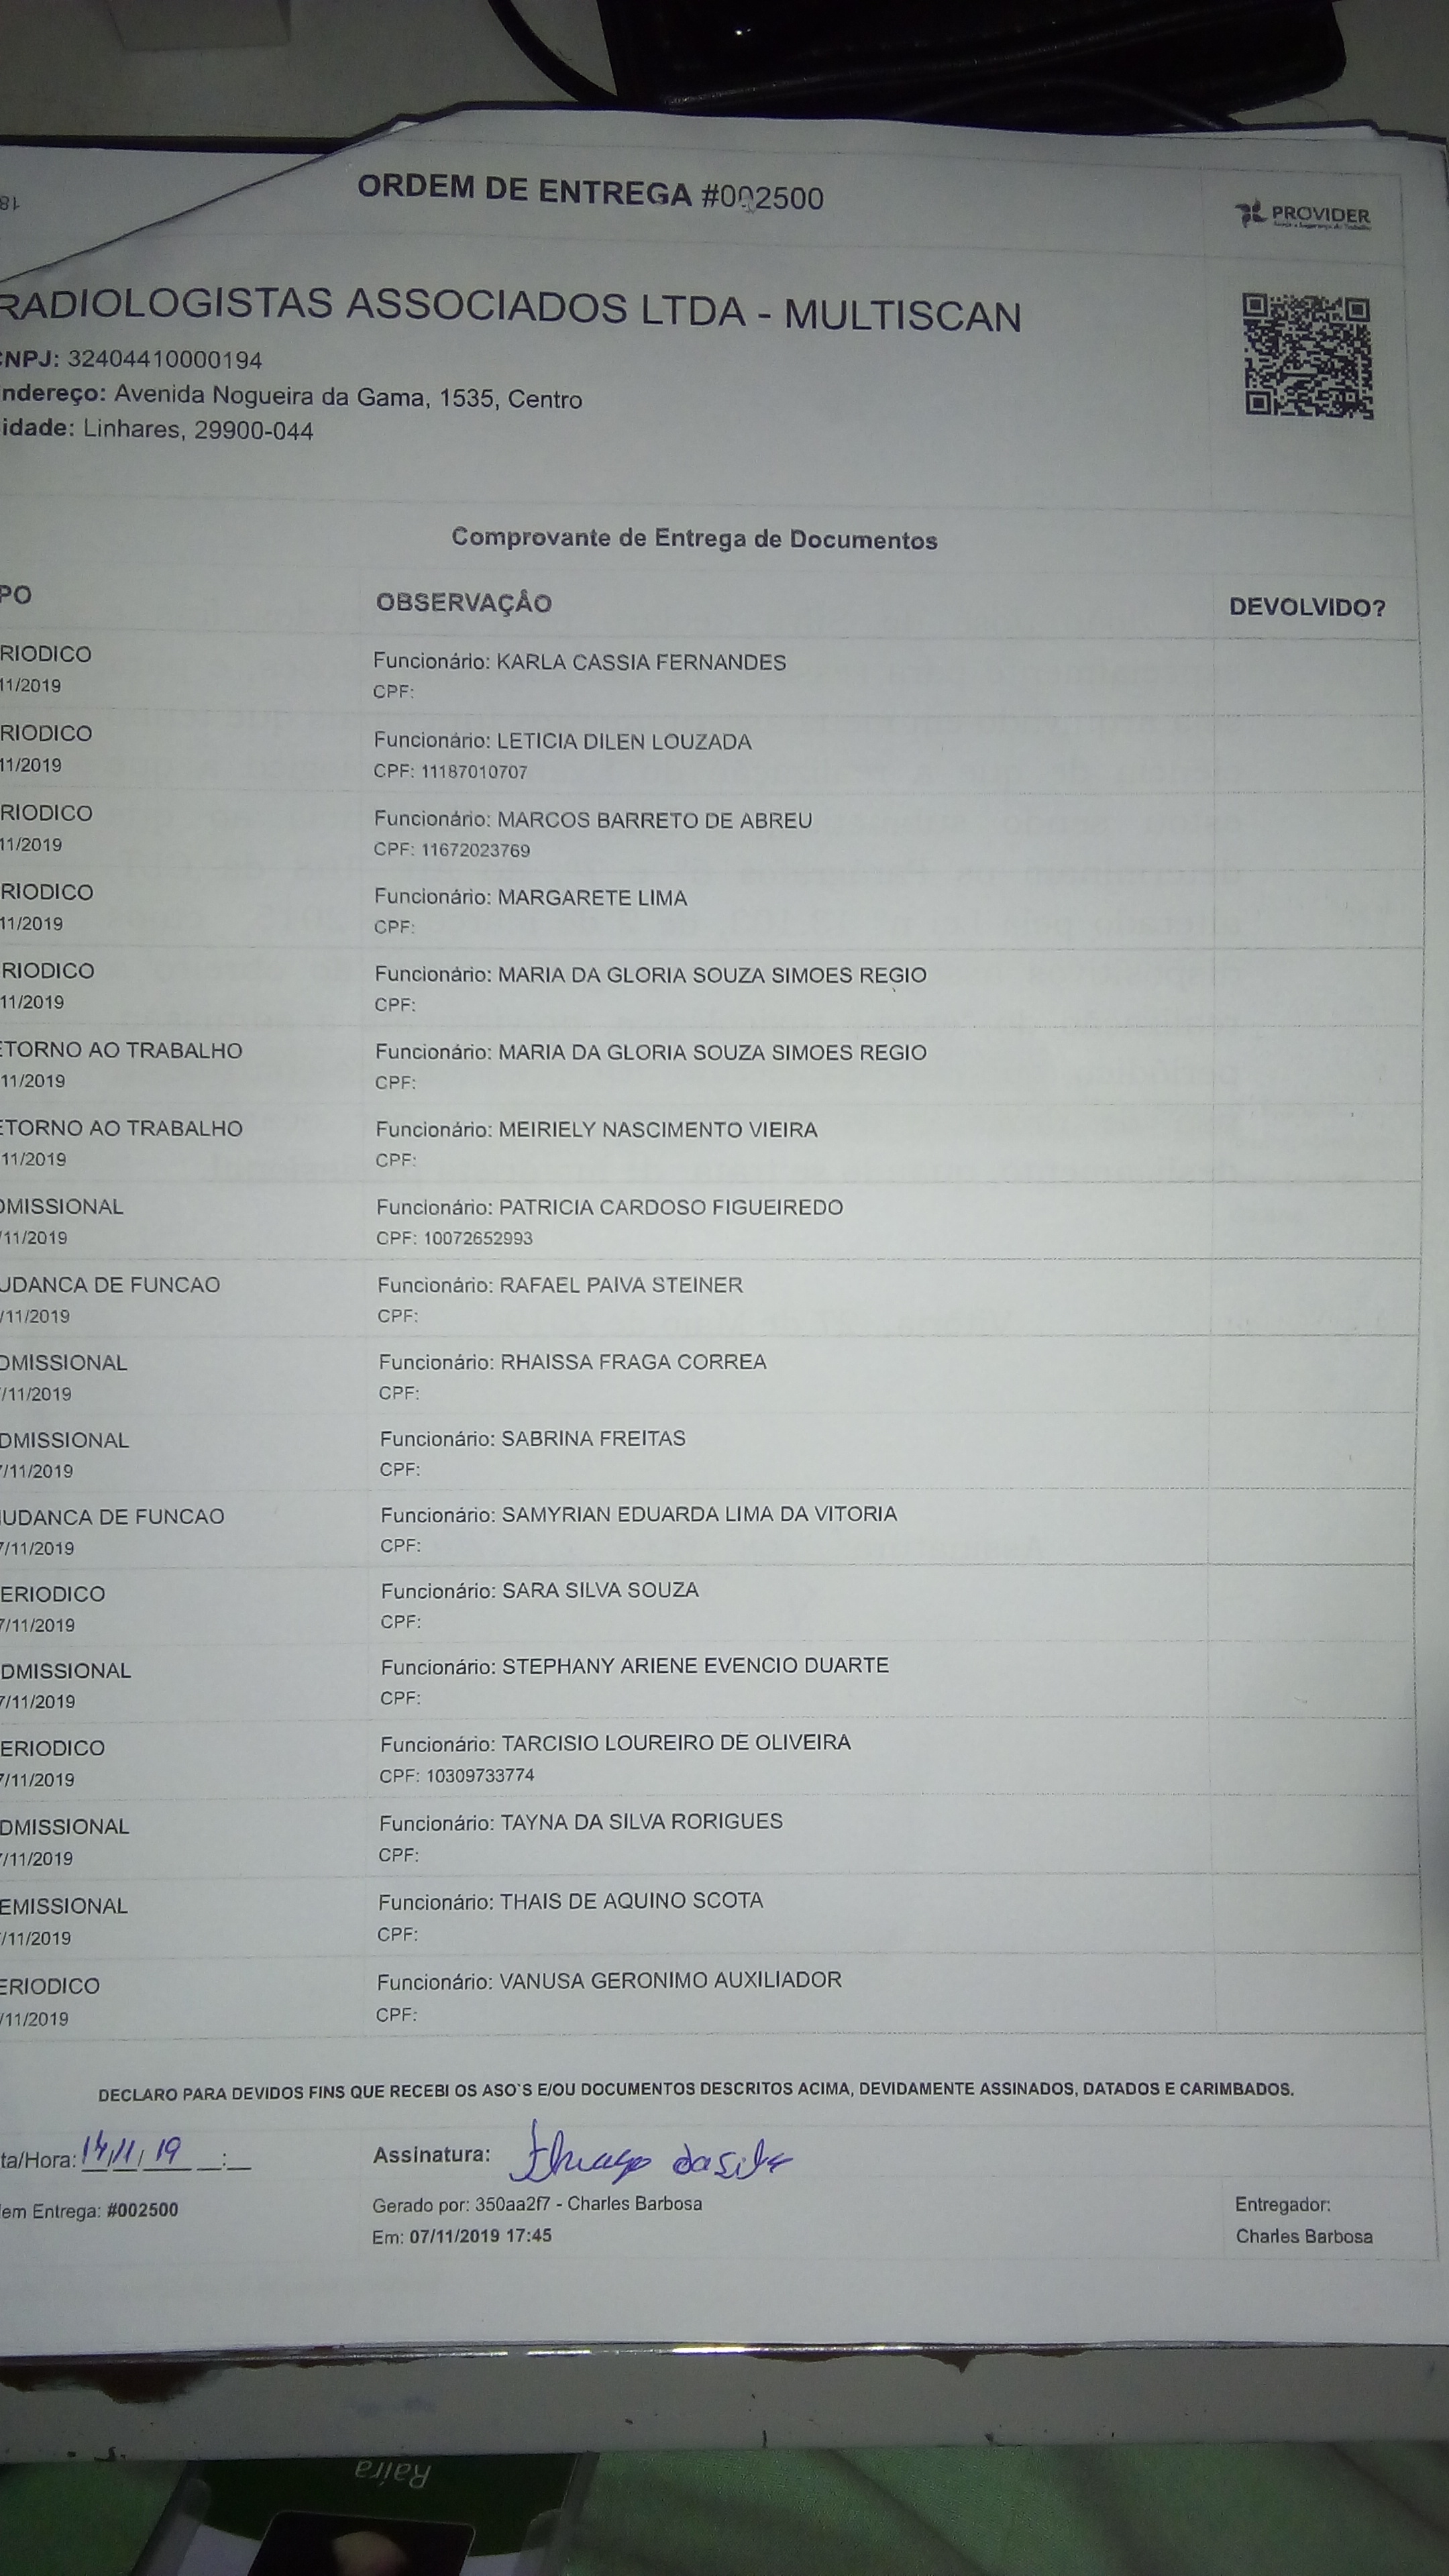 ORDEM DE ENTREGA #002500
PROVIDER
RADIOLOGISTAS ASSOCIADOS LTDA - MULTISCAN
CNPJ: 32404410000194
ndereço: Avenida Nogueira da Gama, 1535, Centro
idade: Linhares, 29900-044
Comprovante de Entrega de Documentos
PO OBSERVAÇÃO DEVOLVIDO?
RIODICO Funcionário: KARLA CASSIA FERNANDES
11/2019 CPF:
RIODICO Funcionário: LETICIA DILEN LOUZADA
11/2019 CPF: 11187010707
RIODICO Funcionário: MARCOS BARRETO DE ABREU
11/2019 CPF: 11672023769
RIODICO Funcionário: MARGARETE LIMA
11/2019 CPF:
RIODICO Funcionário: MARIA DA GLORIA SOUZA SIMOES REGIO
11/2019 CPF:
ETORNO AO TRABALHO Funcionário: MARIA DA GLORIA SOUZA SIMOES REGIO
11/2019 CPF:
ETORNO AO TRABALHO Funcionário: MEIRIELY NASCIMENTO VIEIRA
11/2019 CPF:
DMISSIONAL Funcionário: PATRICIA CARDOSO FIGUEIREDO
/11/2019 CPF: 10072652993
UDANCA DE FUNCAO Funcionário: RAFAEL PAIVA STEINER
/11/2019 CPF:
DMISSIONAL Funcionário: RHAISSA FRAGA CORREA
/11/2019 CPF:
DMISSIONAL Funcionário: SABRINA FREITAS
7/11/2019 CPF:
UDANCA DE FUNCAO Funcionário: SAMYRIAN EDUARDA LIMA DA VITORIA
7/11/2019 CPF:
ERIODICO Funcionário: SARA SILVA SOUZA
7/11/2019 CPF:
DMISSIONAL Funcionário: STEPHANY ARIENE EVENCIO DUARTE
7/11/2019 CPF:
ERIODICO Funcionário: TARCISIO LOUREIRO DE OLIVEIRA
7/11/2019 CPF: 10309733774
DMISSIONAL Funcionário: TAYNA DA SILVA RORIGUES
7/11/2019 CPF:
EMISSIONAL Funcionário: THAIS DE AQUINO SCOTA
/11/2019 CPF:
ERIODICO Funcionário: VANUSA GERONIMO AUXILIADOR
/11/2019 CPF:
DECLARO PARA DEVIDOS FINS QUE RECEBI OS ASO`S E/OU DOCUMENTOS DESCRITOS ACIMA, DEVIDAMENTE ASSINADOS, DATADOS E CARIMBADOS.
ta/Hora: 14/11/19 __:__ Assinatura: Thiago da Silva
em Entrega: #002500 Gerado por: 350aa2f7 - Charles Barbosa Entregador:
Em: 07/11/2019 17:45 Charles Barbosa
Raíra